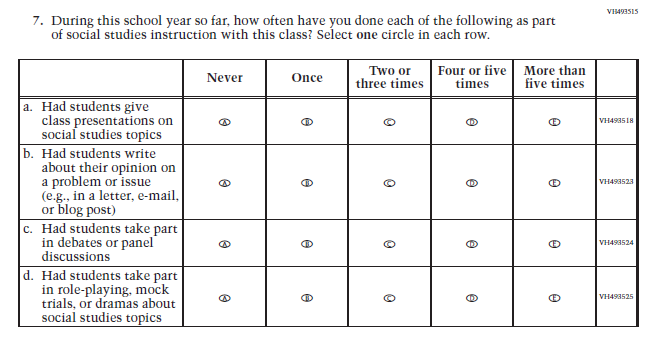 VH493515
7. During this school year so far, how often have you done each of the following as part
of social studies instruction with this class? Select one circle in each row.
Never Once Two or three times Four or five times More than five times
a. Had students give
class presentations on
social studies topics
A B C D E VH493518
b. Had students write
about their opinion on
a problem or issue
(e.g., in a letter, e-mail,
or blog post)
A B C D E VH493523
c. Had students take part
in debates or panel
discussions
A B C D E VH493524
d. Had students take part
in role-playing, mock
trials, or dramas about
social studies topics
A B C D E VH493525